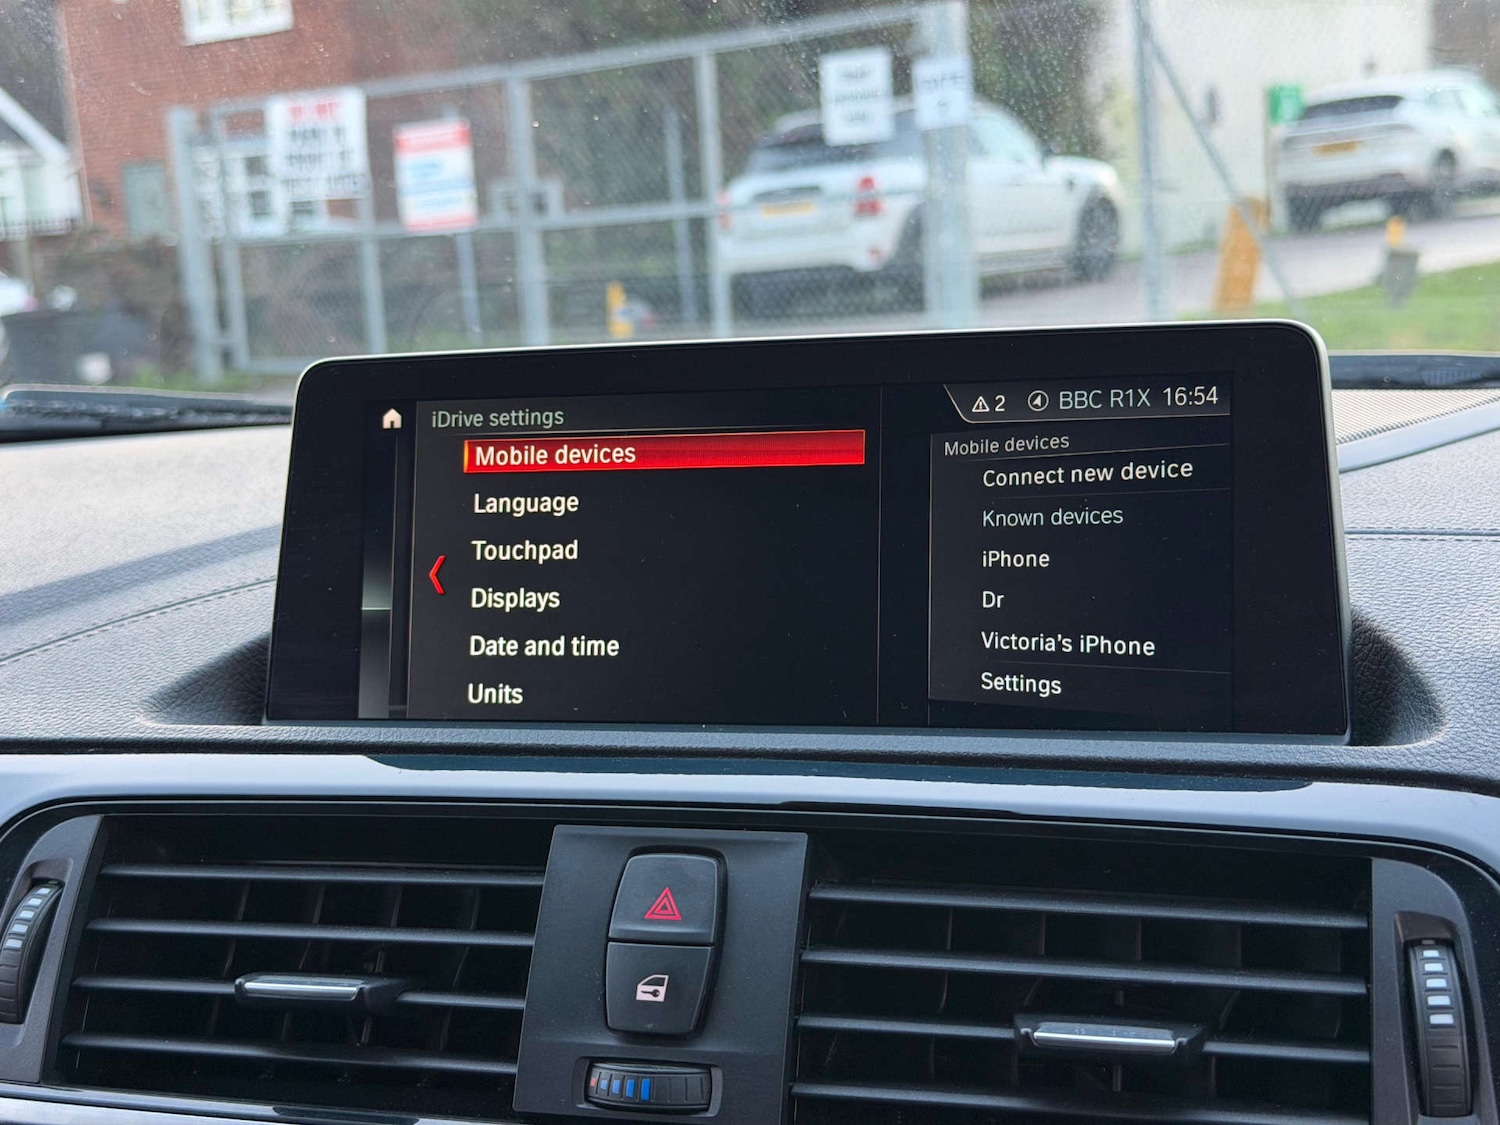 iDrive settings
Mobile devices
Language
Touchpad
Displays
Date and time
Units
2 BBC R1X 16:54
Mobile devices
Connect new device
Known devices
iPhone
Dr
Victoria's iPhone
Settings